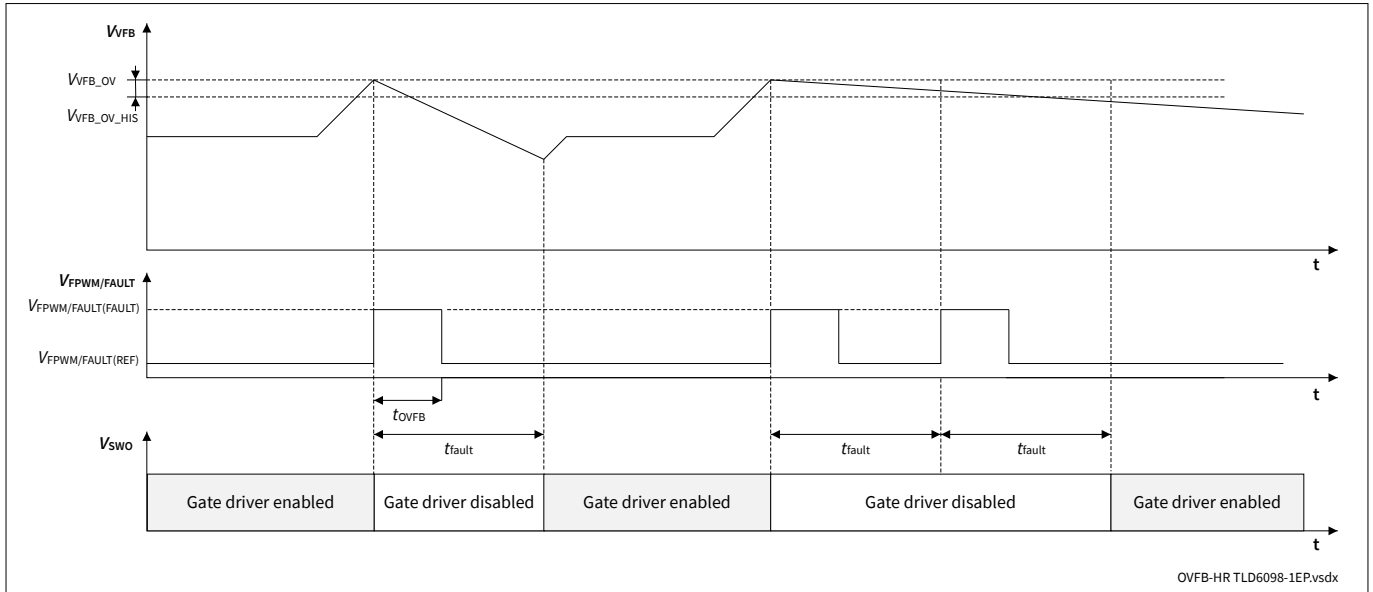 VVFB
VVFB_OV
VVFB_OV_HIS
t
VFPWM/FAULT
VFPWM/FAULT(FAULT)
VFPWM/FAULT(REF)
t
tOVFB
VSWO
tfault tfault tfault
Gate driver enabled Gate driver disabled Gate driver enabled Gate driver disabled Gate driver enabled
t
OVFB-HR TLD6098-1EP.vsdx